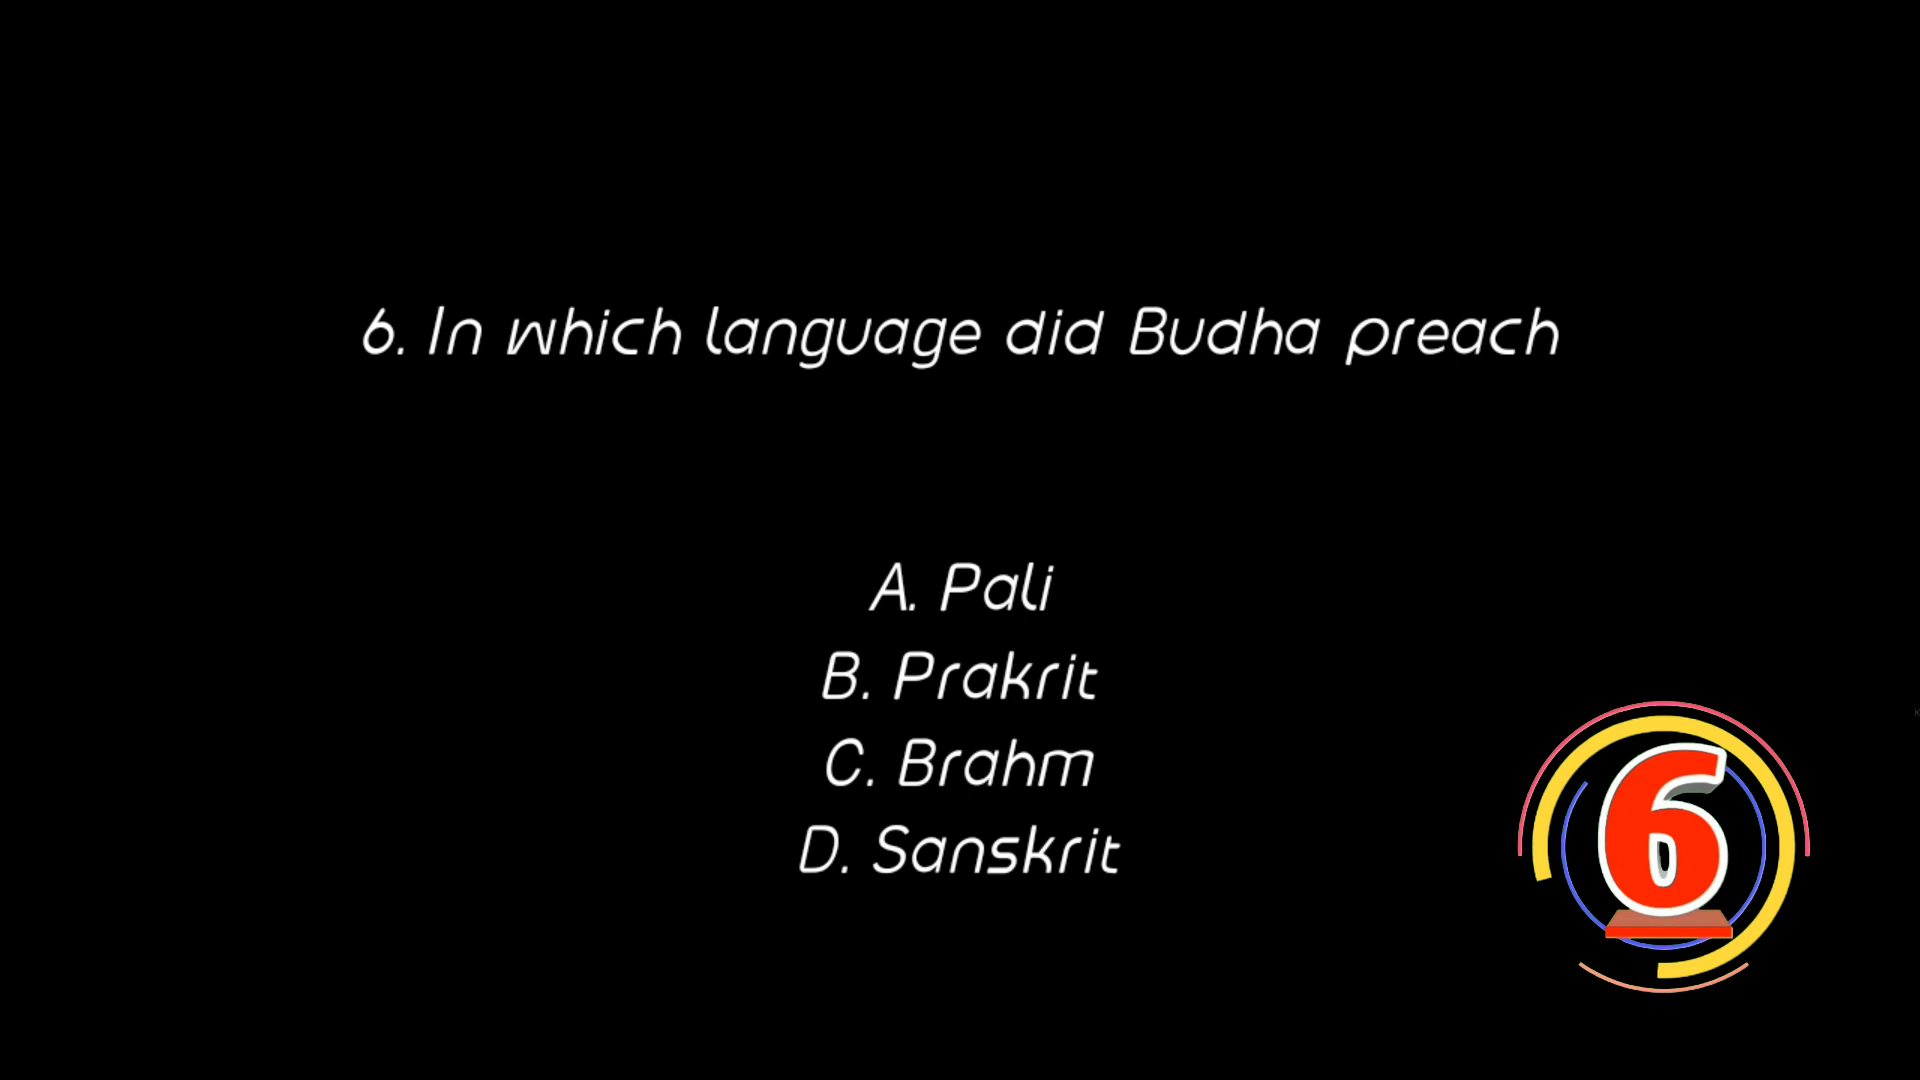 6. In which language did Budha preach
A. Pali
B. Prakrit
C. Brahm
D. Sanskrit
6